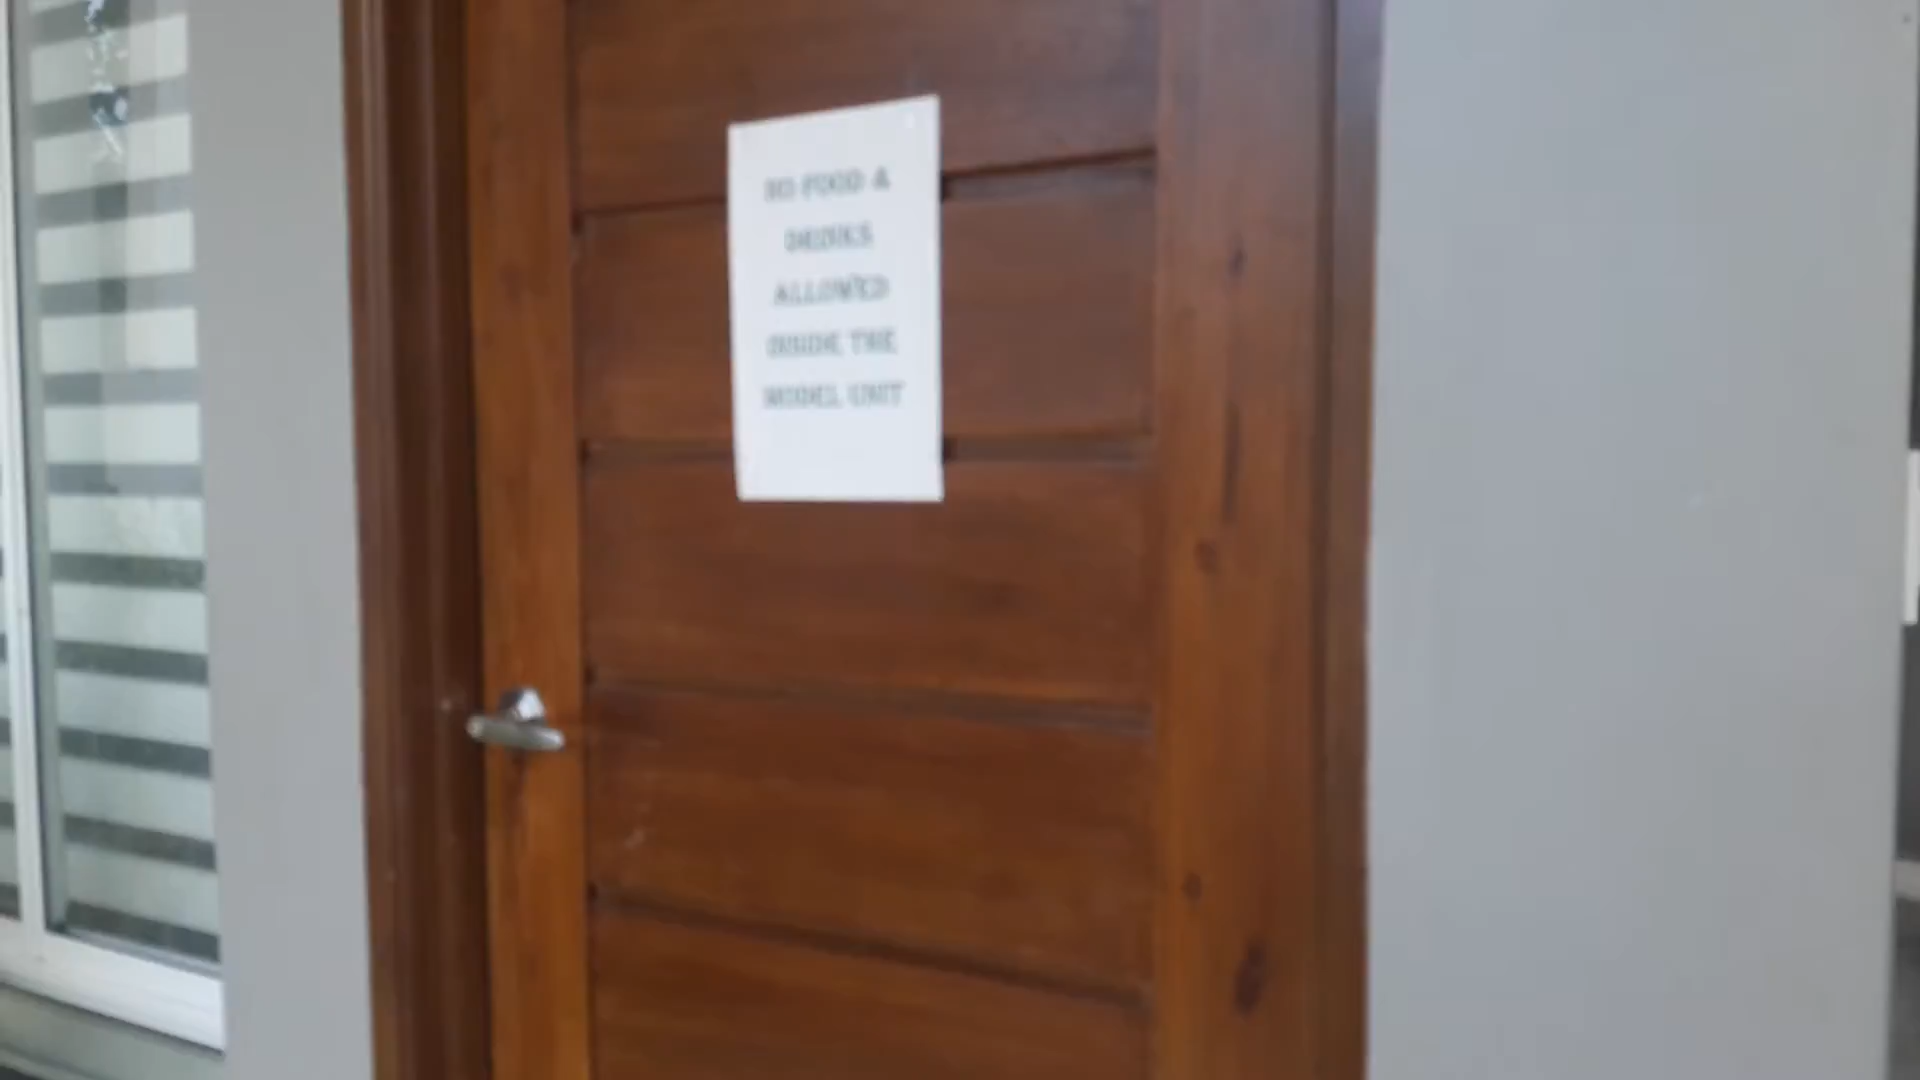 NO FOOD &
DRINKS
ALLOWED
INSIDE THE
MODEL UNIT